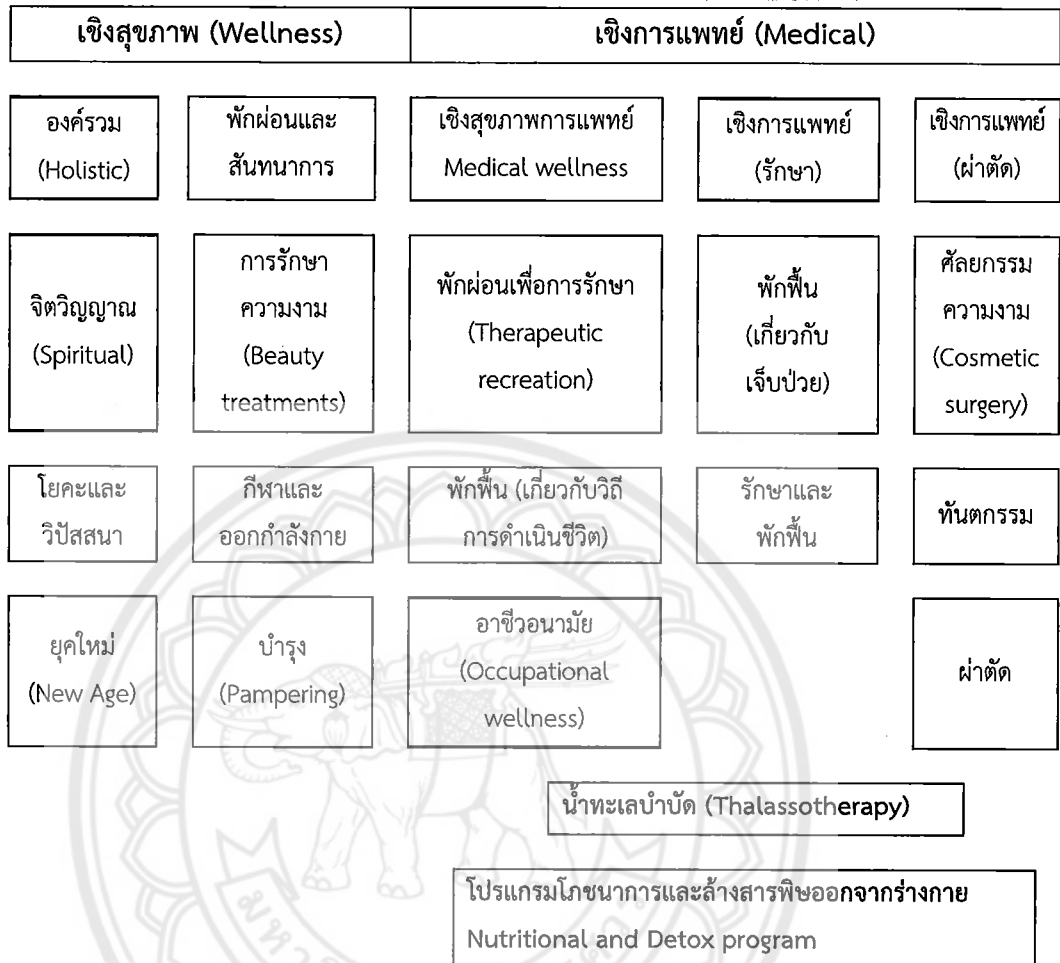 เชิงสุขภาพ (Wellness)
เชิงการแพทย์ (Medical)
องค์รวม
(Holistic)
พักผ่อนและ
สันทนาการ
เชิงสุขภาพการแพทย์
Medical wellness
เชิงการแพทย์
(รักษา)
เชิงการแพทย์
(ผ่าตัด)
จิตวิญญาณ
(Spiritual)
การรักษา
ความงาม
(Beauty
treatments)
พักผ่อนเพื่อการรักษา
(Therapeutic
recreation)
พักฟื้น
(เกี่ยวกับ
เจ็บป่วย)
ศัลยกรรม
ความงาม
(Cosmetic
surgery)
โยคะและ
วิปัสสนา
กีฬาและ
ออกกำลังกาย
พักฟื้น (เกี่ยวกับวิถี
การดำเนินชีวิต)
รักษาและ
พักฟื้น
ทันตกรรม
ยุคใหม่
(New Age)
บำรุง
(Pampering)
อาชีวอนามัย
(Occupational
wellness)
ผ่าตัด
น้ำทะเลบำบัด (Thalassotherapy)
โปรแกรมโภชนาการและล้างสารพิษออกจากร่างกาย
Nutritional and Detox program